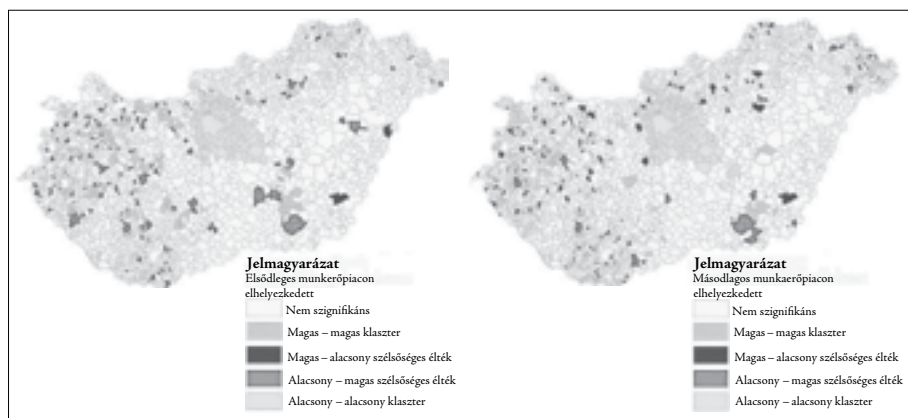 Jelmagyarázat
Elsődleges munkerőpiacon
elhelyezkedett
Nem szignifikáns
Magas – magas klaszter
Magas – alacsony szélsőséges élték
Alacsony – magas szélsőséges élték
Alacsony – alacsony klaszter
Jelmagyarázat
Másodlagos munkaerőpiacon
elhelyezkedett
Nem szignifikáns
Magas – magas klaszter
Magas – alacsony szélsőséges élték
Alacsony – magas szélsőséges élték
Alacsony – alacsony klaszter